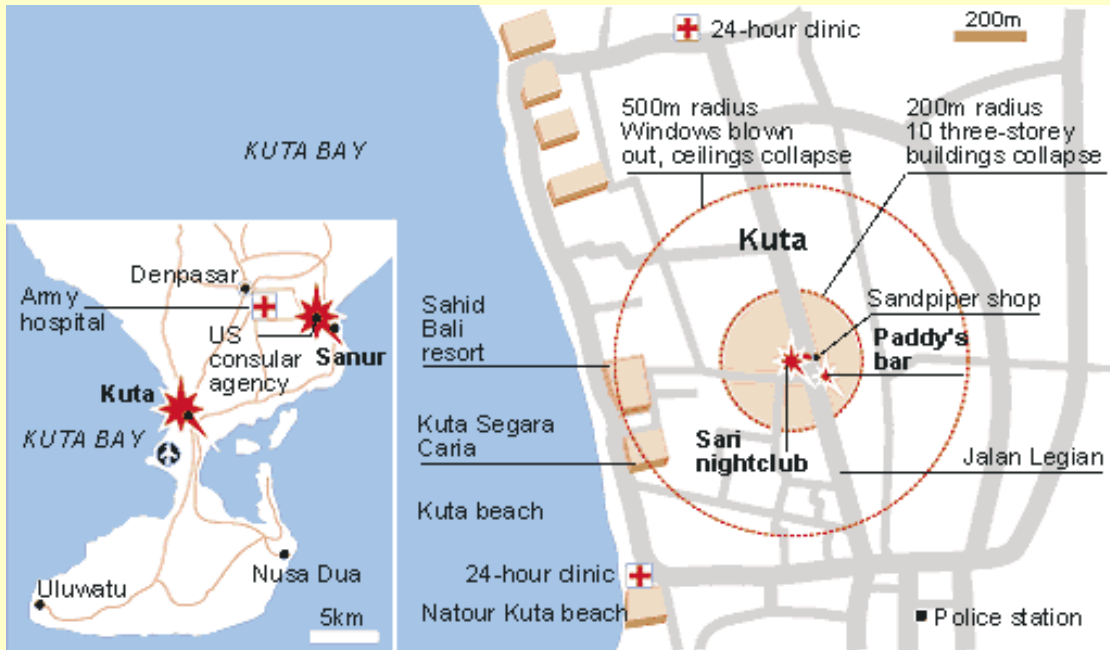 24-hour clinic
200m
500m radius
Windows blown
out, ceilings collapse
200m radius
10 three-storey
buildings collapse
KUTA BAY
Kuta
Sandpiper shop
Paddy's
bar
Sahid
Bali
resort
Kuta Segara
Caria
Sari
nightclub
Jalan Legian
Kuta beach
24-hour clinic
Natour Kuta beach
Police station
Denpasar
Army
hospital
US
consular
agency
Sanur
Kuta
KUTA BAY
Nusa Dua
Uluwatu
5km